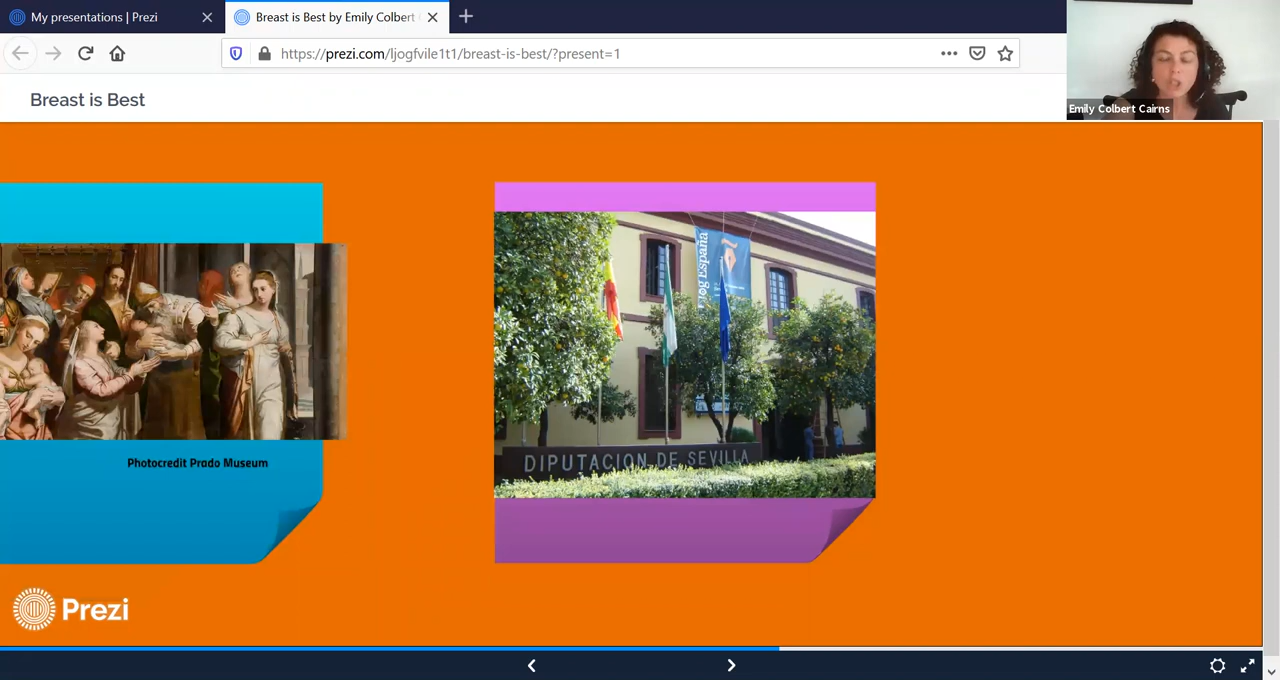 My presentations | Prezi
Breast is Best by Emily Colbert
https://prezi.com/ljogfvile1t1/breast-is-best/?present=1
Emily Colbert Cairns
Breast is Best
España
DIPUTACION DE SEVILLA
Photocredit Prado Museum
Prezi